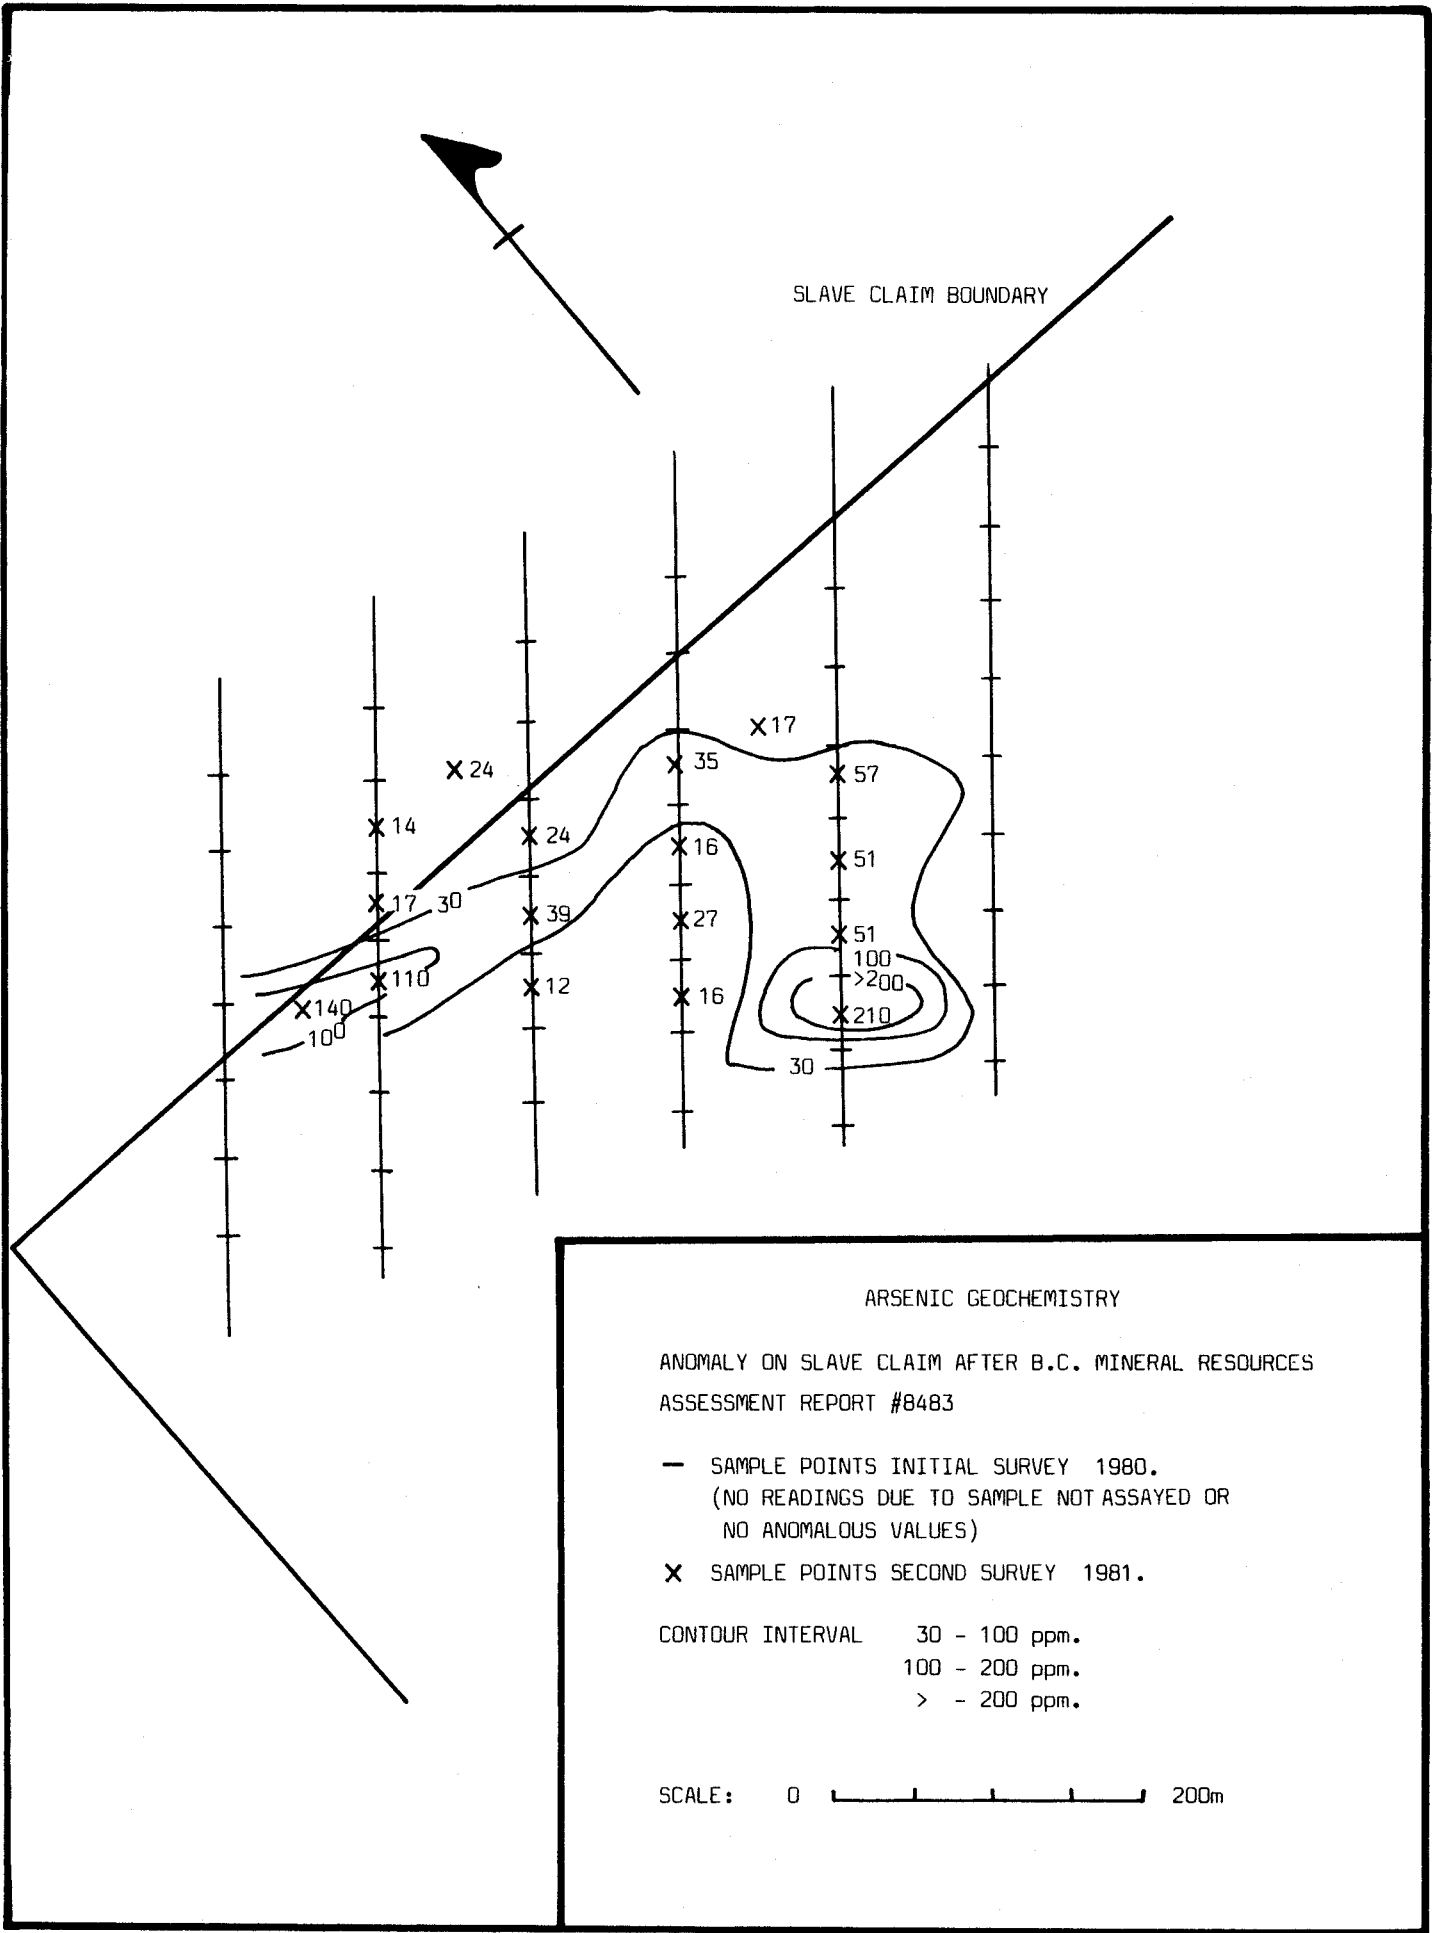 SLAVE CLAIM BOUNDARY
17
35
57
24
14
24
16
51
17
30
39
27
51
100
>200
110
12
16
210
140
100
30
ARSENIC GEOCHEMISTRY
ANOMALY ON SLAVE CLAIM AFTER B.C. MINERAL RESOURCES
ASSESSMENT REPORT #8483
— SAMPLE POINTS INITIAL SURVEY 1980.
(NO READINGS DUE TO SAMPLE NOT ASSAYED OR
NO ANOMALOUS VALUES)
X SAMPLE POINTS SECOND SURVEY 1981.
CONTOUR INTERVAL 30 - 100 ppm.
100 - 200 ppm.
> - 200 ppm.
SCALE: 0 200m